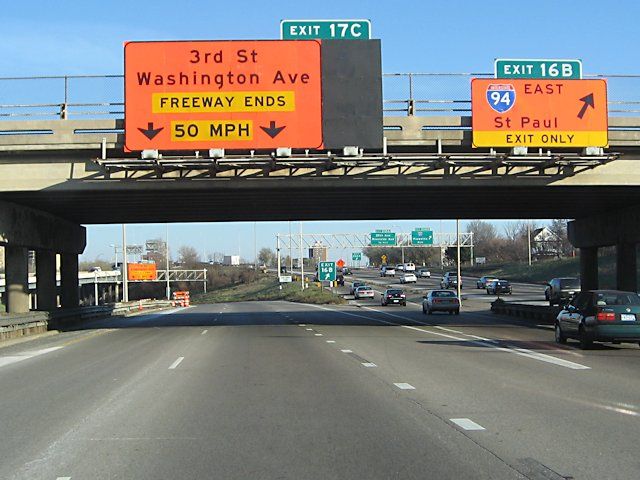 EXIT 17C
3rd St
Washington Ave
FREEWAY ENDS
50 MPH
EXIT 16B
94
EAST
St Paul
EXIT ONLY
EXIT
16B